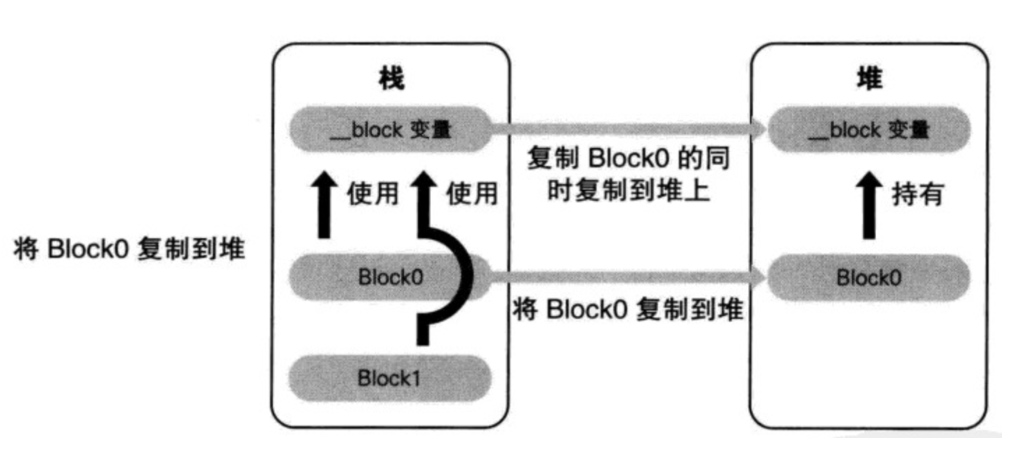 栈
堆
__block 变量
__block 变量
复制 Block0 的同
时复制到堆上
使用
使用
持有
将 Block0 复制到堆
Block0
Block0
将 Block0 复制到堆
Block1